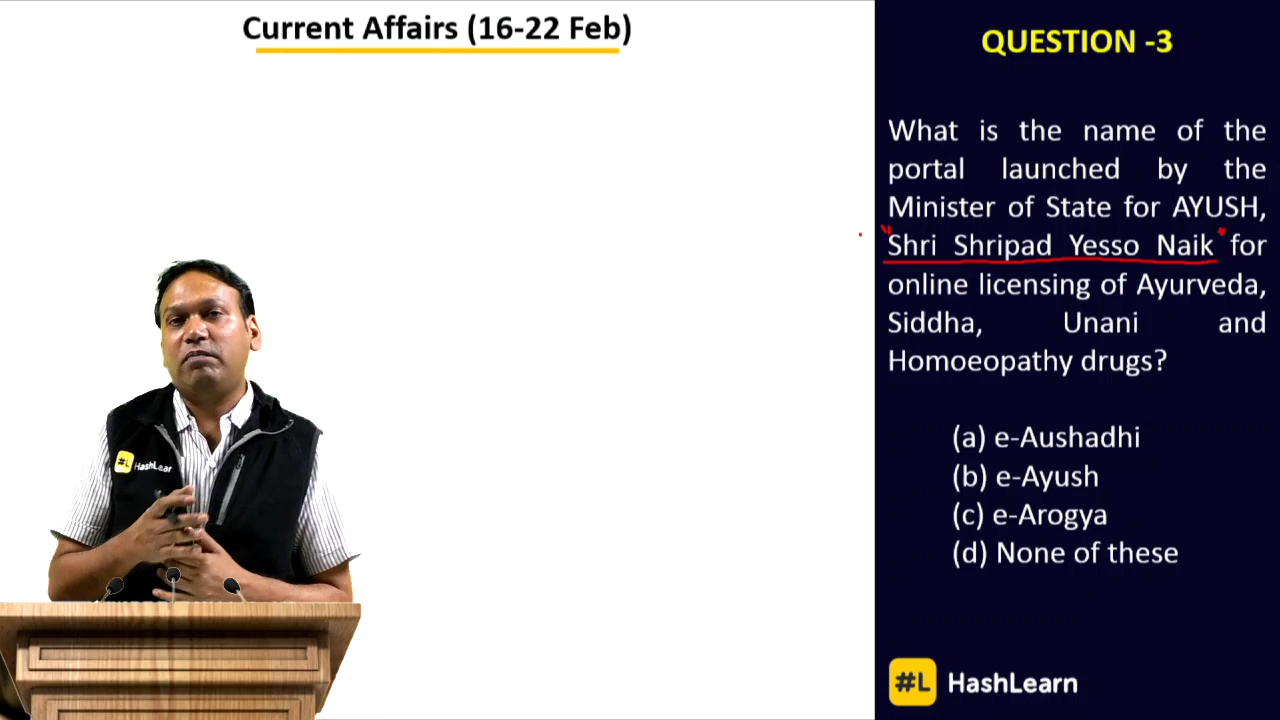 Current Affairs (16-22 Feb)
QUESTION -3
What is the name of the
portal launched by the
Minister of State for AYUSH,
Shri Shripad Yesso Naik for
online licensing of Ayurveda,
Siddha, Unani and
Homoeopathy drugs?
(a) e-Aushadhi
(b) e-Ayush
(c) e-Arogya
(d) None of these
#L HashLearn
#L HashLear